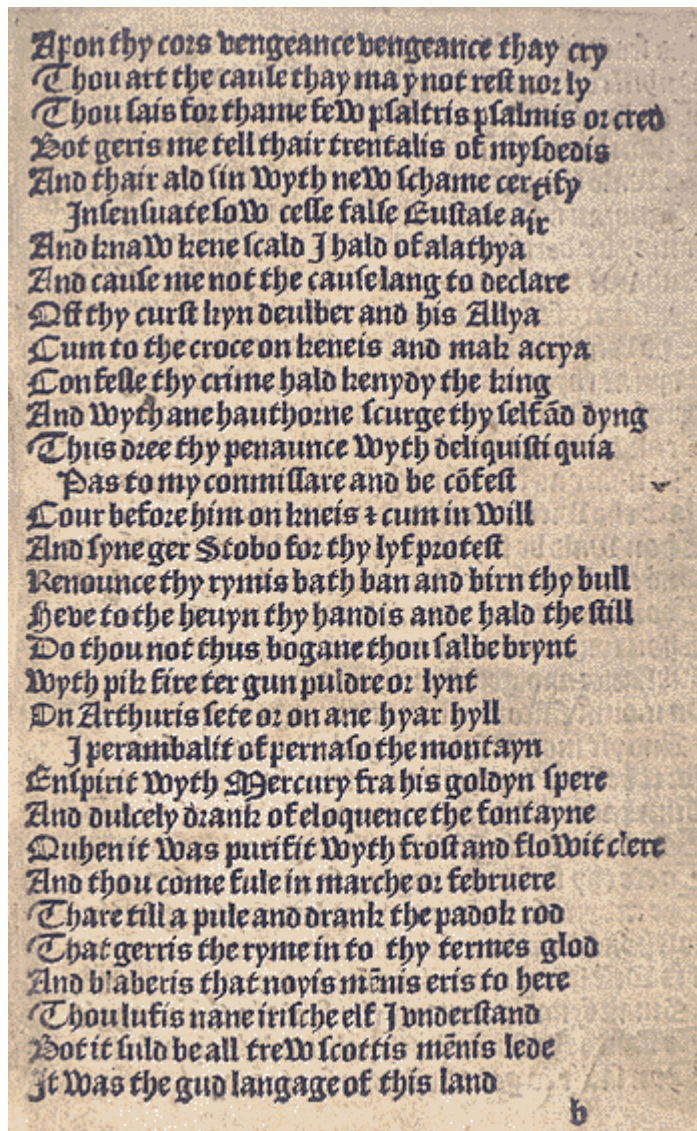 Apon thy cors vengeance vengeance thay cry
Thou art the cause thay may not rest nor ly
Thou sais for thame few psaltris psalmis or cred
Bot geris me tell thair trentalis of mysdedis
And thair ald sin wyth new schame certify
Insensuate sow cesse false Eustase air
And knaw kene scald I hald of alathya
And cause me not the cause lang to declare
Off thy curst kyn deulber and his Allya
Cum to the croce on keneis and mak a crya
Confesse thy crime hald kenydy the king
And wyth ane hauthorne scurge thy self ād dyng
Thus dree thy penaunce wyth deliquisti quia
Pas to my commissare and be cōfest
Cour before him on kneis ⁊ cum in will
And syne ger Stobo for thy lyf protest
Renounce thy rymis bath ban and birn thy bull
Heve to the hevyn thy handis ande hald the still
Do thou not thus bogane thou salbe brynt
Wyth pik fire ter gun puldre or lynt
On Arthuris sete or on ane hyar hyll
I perambalit of pernaso the montayn
Enspirit wyth Mercury fra his goldyn spere
And dulcely drank of eloquence the fontayne
Quhen it was purifit wyth frost and flowit clere
And thou come fule in marche or februere
Thare till a pule and drank the padok rod
That gerris the ryme in to thy termes glod
And blaberis that noyis mēnis eris to here
Thou lufis nane irische elf I vnderstand
Bot it suld be all trew scottis mēnis lede
It was the gud langage of this land
b